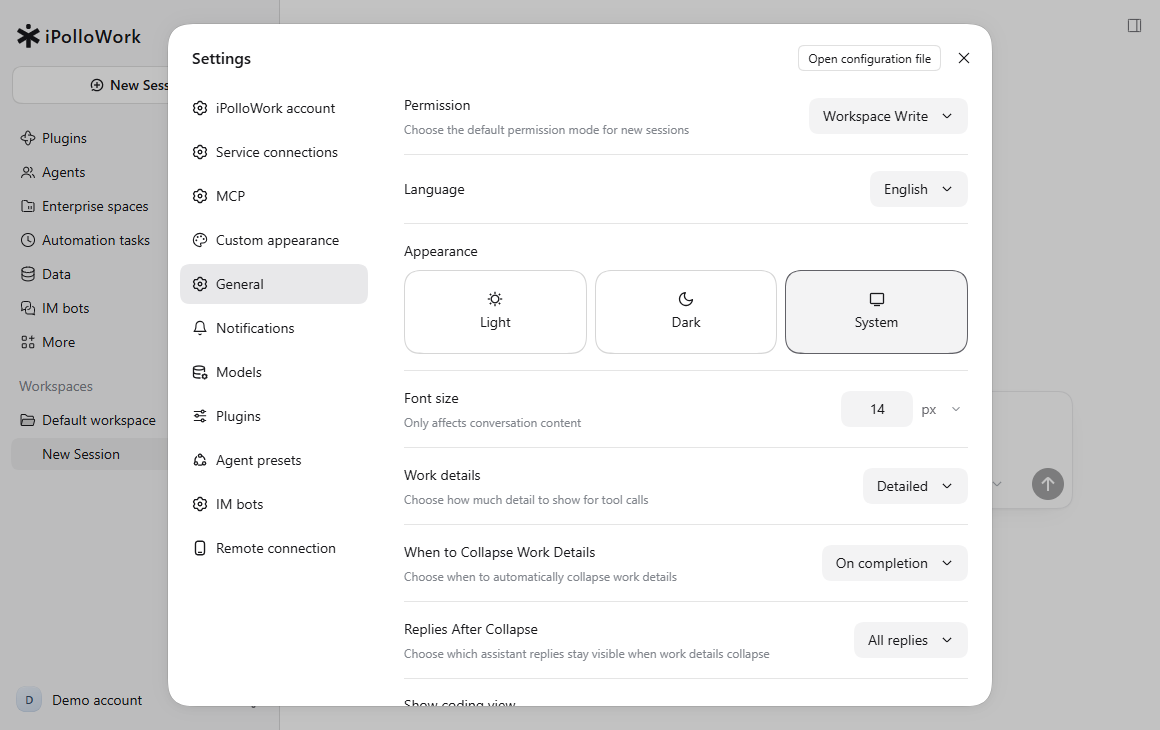 iPolloWork
New Sess
Plugins
Agents
Enterprise spaces
Automation tasks
Data
IM bots
More
Workspaces
Default workspace
New Session
D
Demo account
Settings
Open configuration file
iPolloWork account
Service connections
MCP
Custom appearance
General
Notifications
Models
Plugins
Agent presets
IM bots
Remote connection
Permission
Choose the default permission mode for new sessions
Workspace Write
Language
English
Appearance
Light
Dark
System
Font size
Only affects conversation content
14 px
Work details
Choose how much detail to show for tool calls
Detailed
When to Collapse Work Details
Choose when to automatically collapse work details
On completion
Replies After Collapse
Choose which assistant replies stay visible when work details collapse
All replies
Show coding view